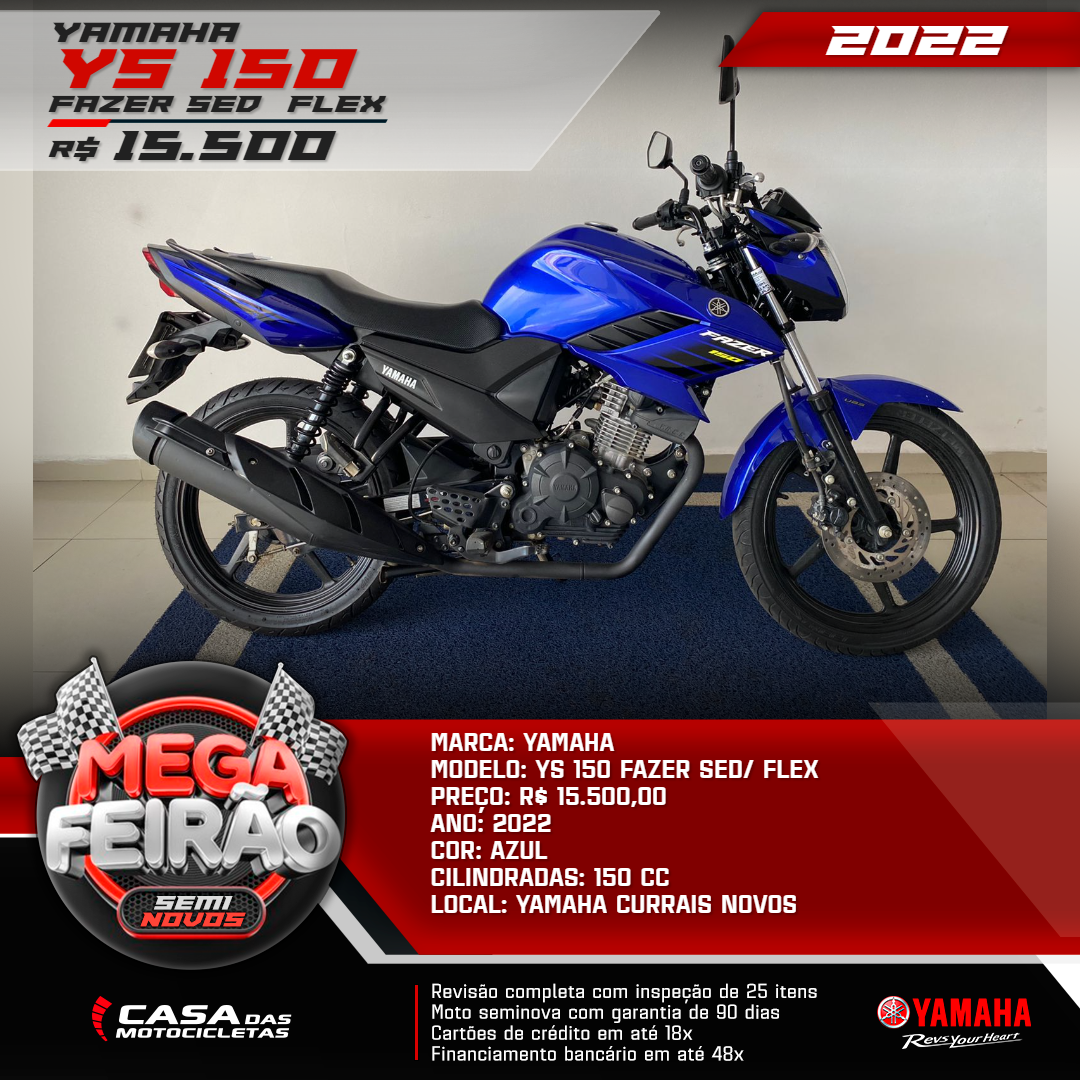 YAMAHA
YS 150
FAZER SED FLEX
R$ 15.500
2022
FAZER
150
YAMAHA
UBS
YAMAHA
MEGA
FEIRÃO
SEMI
NOVOS
MARCA: YAMAHA
MODELO: YS 150 FAZER SED/ FLEX
PREÇO: R$ 15.500,00
ANO: 2022
COR: AZUL
CILINDRADAS: 150 CC
LOCAL: YAMAHA CURRAIS NOVOS
CASA DAS
MOTOCICLETAS
Revisão completa com inspeção de 25 itens
Moto seminova com garantia de 90 dias
Cartões de crédito em até 18x
Financiamento bancário em até 48x
YAMAHA
Revs Your Heart